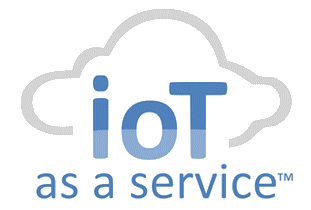 ioT
as a service™